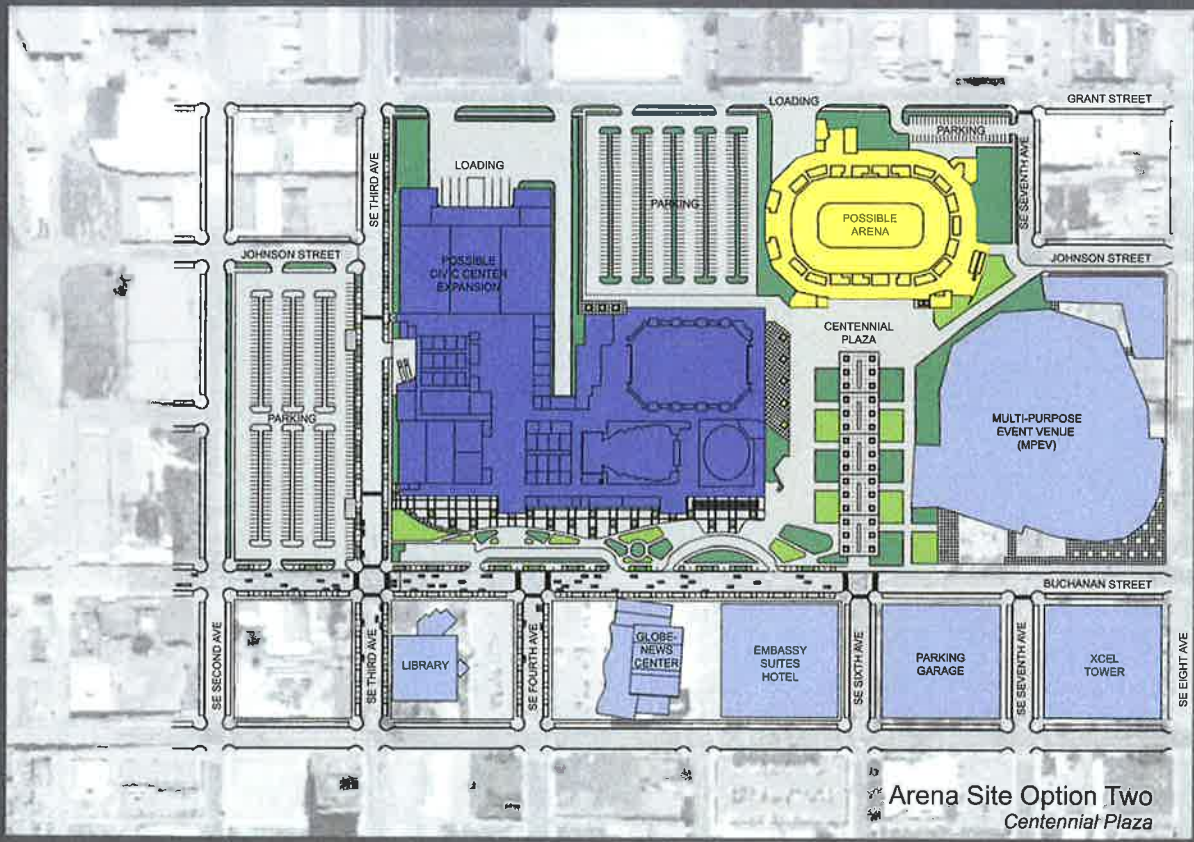 LOADING
GRANT STREET
PARKING
LOADING
SE THIRD AVE
SE SEVENTH AVE
PARKING
POSSIBLE
ARENA
JOHNSON STREET
POSSIBLE
CIVIC CENTER
EXPANSION
JOHNSON STREET
CENTENNIAL
PLAZA
PARKING
MULTI-PURPOSE
EVENT VENUE
(MPEV)
BUCHANAN STREET
SE SECOND AVE
SE THIRD AVE
LIBRARY
SE FOURTH AVE
GLOBE-
NEWS
CENTER
EMBASSY
SUITES
HOTEL
SE SIXTH AVE
PARKING
GARAGE
SE SEVENTH AVE
XCEL
TOWER
SE EIGHT AVE
Arena Site Option Two
Centennial Plaza